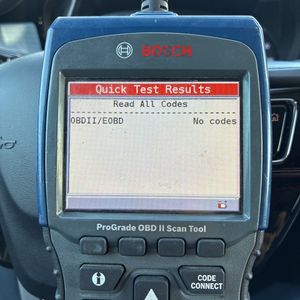 BOSCH
Quick Test Results
Read All Codes
OBDII/EOBD No codes
ProGrade OBD II Scan Tool
i
CODE
CONNECT